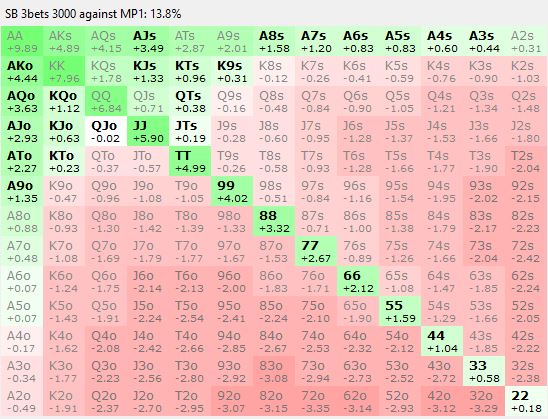 SB 3bets 3000 against MP1: 13.8%
AA AKs AQs AJs ATs A9s A8s A7s A6s A5s A4s A3s A2s
+9.89 +4.89 +4.15 +3.49 +2.87 +2.01 +1.58 +1.20 +0.83 +0.83 +0.60 +0.44 +0.31
AKo KK KQs KJs KTs K9s K8s K7s K6s K5s K4s K3s K2s
+4.44 +7.96 +1.78 +1.33 +0.96 +0.31 -0.12 -0.26 -0.41 -0.59 -0.76 -0.90 -1.03
AQo KQo QQ QJs QTs Q9s Q8s Q7s Q6s Q5s Q4s Q3s Q2s
+3.63 +1.12 +6.84 +0.71 +0.38 -0.16 -0.48 -0.84 -0.90 -1.05 -1.21 -1.34 -1.48
AJo KJo QJo JJ JTs J9s J8s J7s J6s J5s J4s J3s J2s
+2.93 +0.63 -0.02 +5.90 +0.19 -0.28 -0.60 -0.95 -1.28 -1.37 -1.53 -1.66 -1.80
ATo KTo QTo JTo TT T9s T8s T7s T6s T5s T4s T3s T2s
+2.27 +0.23 -0.37 -0.57 +4.99 -0.26 -0.58 -0.93 -1.28 -1.66 -1.77 -1.90 -2.04
A9o K9o Q9o J9o T9o 99 98s 97s 96s 95s 94s 93s 92s
+1.35 -0.47 -0.96 -1.08 -1.05 +4.02 -0.51 -0.84 -1.16 -1.54 -1.95 -2.02 -2.15
A8o K8o Q8o J8o T8o 98o 88 87s 86s 85s 84s 83s 82s
+0.88 -0.93 -1.30 -1.42 -1.39 -1.33 +3.32 -0.71 -1.00 -1.38 -1.79 -2.17 -2.23
A7o K7o Q7o J7o T7o 97o 87o 77 76s 75s 74s 73s 72s
+0.48 -1.08 -1.69 -1.79 -1.77 -1.67 -1.53 +2.67 -0.89 -1.26 -1.66 -2.04 -2.42
A6o K6o Q6o J6o T6o 96o 86o 76o 66 65s 64s 63s 62s
+0.07 -1.24 -1.75 -2.14 -2.13 -2.00 -1.83 -1.71 +2.12 -1.08 -1.47 -1.85 -2.24
A5o K5o Q5o J5o T5o 95o 85o 75o 65o 55 54s 53s 52s
+0.07 -1.43 -1.91 -2.24 -2.54 -2.41 -2.24 -2.10 -1.90 +1.59 -1.29 -1.66 -2.05
A4o K4o Q4o J4o T4o 94o 84o 74o 64o 54o 44 43s 42s
-0.17 -1.62 -2.08 -2.42 -2.66 -2.85 -2.67 -2.53 -2.32 -2.12 +1.04 -1.85 -2.22
A3o K3o Q3o J3o T3o 93o 83o 73o 63o 53o 43o 33 32s
-0.34 -1.77 -2.23 -2.56 -2.80 -2.92 -3.08 -2.94 -2.73 -2.52 -2.72 +0.58 -2.38
A2o K2o Q2o J2o T2o 92o 82o 72o 62o 52o 42o 32o 22
-0.49 -1.91 -2.37 -2.70 -2.95 -3.07 -3.15 -3.35 -3.14 -2.93 -3.12 -3.29 +0.18